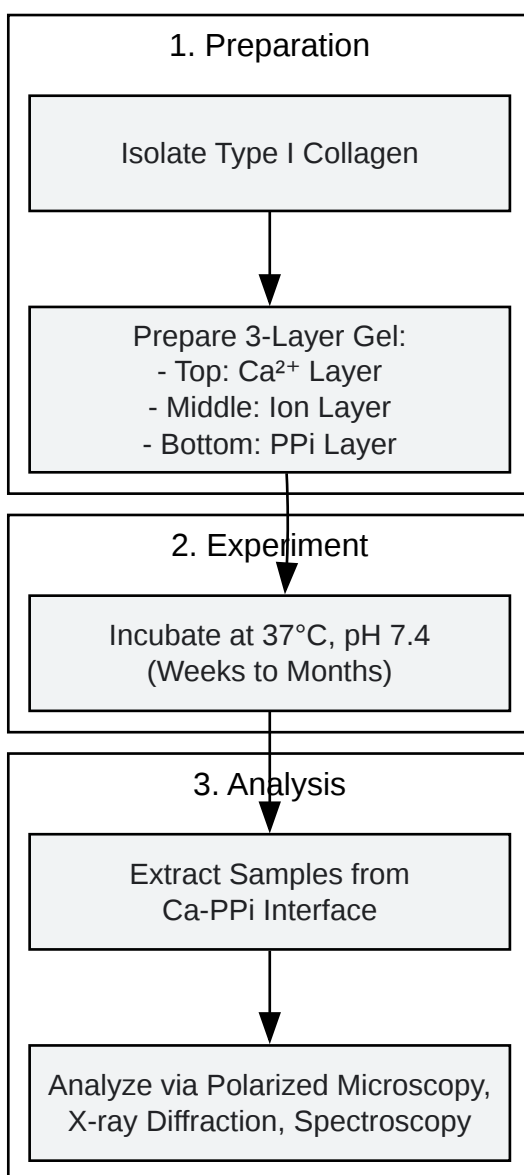 1. Preparation
Isolate Type I Collagen
Prepare 3-Layer Gel:
- Top: Ca²⁺ Layer
- Middle: Ion Layer
- Bottom: PPi Layer
2. Experiment
Incubate at 37°C, pH 7.4
(Weeks to Months)
3. Analysis
Extract Samples from
Ca-PPi Interface
Analyze via Polarized Microscopy,
X-ray Diffraction, Spectroscopy